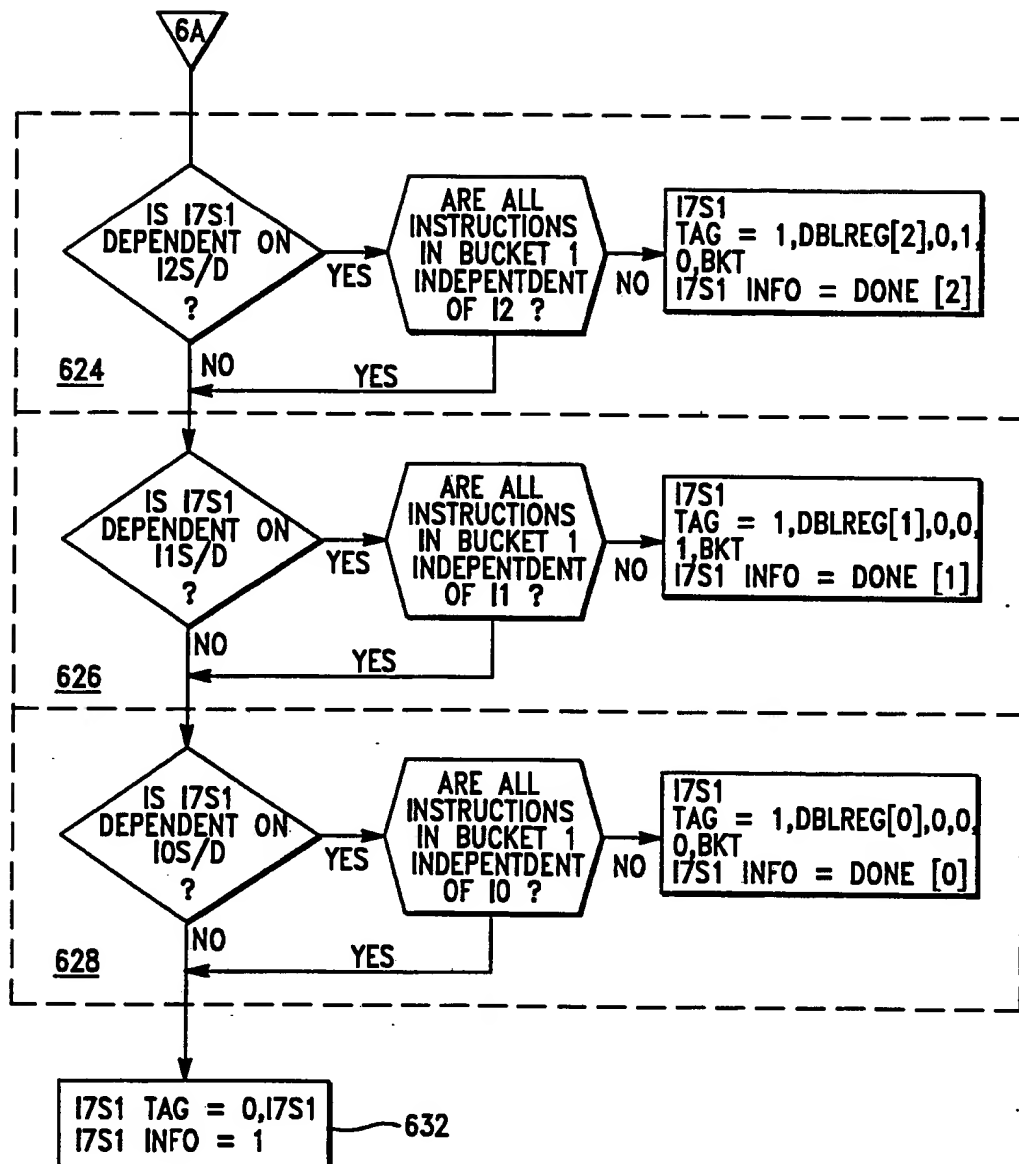 6A
IS I7S1
DEPENDENT ON
I2S/D
?
YES
NO
ARE ALL
INSTRUCTIONS
IN BUCKET 1
INDEPENTDENT
OF I2 ?
NO
YES
I7S1
TAG = 1,DBLREG[2],0,1,
0,BKT
I7S1 INFO = DONE [2]
624
IS I7S1
DEPENDENT ON
I1S/D
?
YES
NO
ARE ALL
INSTRUCTIONS
IN BUCKET 1
INDEPENTDENT
OF I1 ?
NO
YES
I7S1
TAG = 1,DBLREG[1],0,0,
1,BKT
I7S1 INFO = DONE [1]
626
IS I7S1
DEPENDENT ON
I0S/D
?
YES
NO
ARE ALL
INSTRUCTIONS
IN BUCKET 1
INDEPENTDENT
OF I0 ?
NO
YES
I7S1
TAG = 1,DBLREG[0],0,0,
0,BKT
I7S1 INFO = DONE [0]
628
I7S1 TAG = 0,I7S1
I7S1 INFO = 1
632